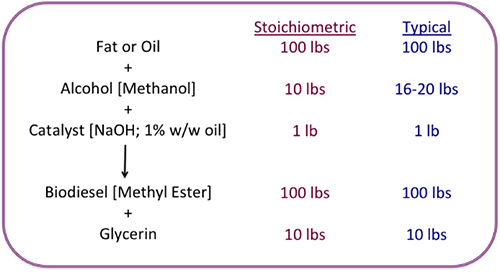 Stoichiometric Typical
Fat or Oil 100 lbs 100 lbs
+
Alcohol [Methanol] 10 lbs 16-20 lbs
+
Catalyst [NaOH; 1% w/w oil] 1 lb 1 lb
Biodiesel [Methyl Ester] 100 lbs 100 lbs
+
Glycerin 10 lbs 10 lbs